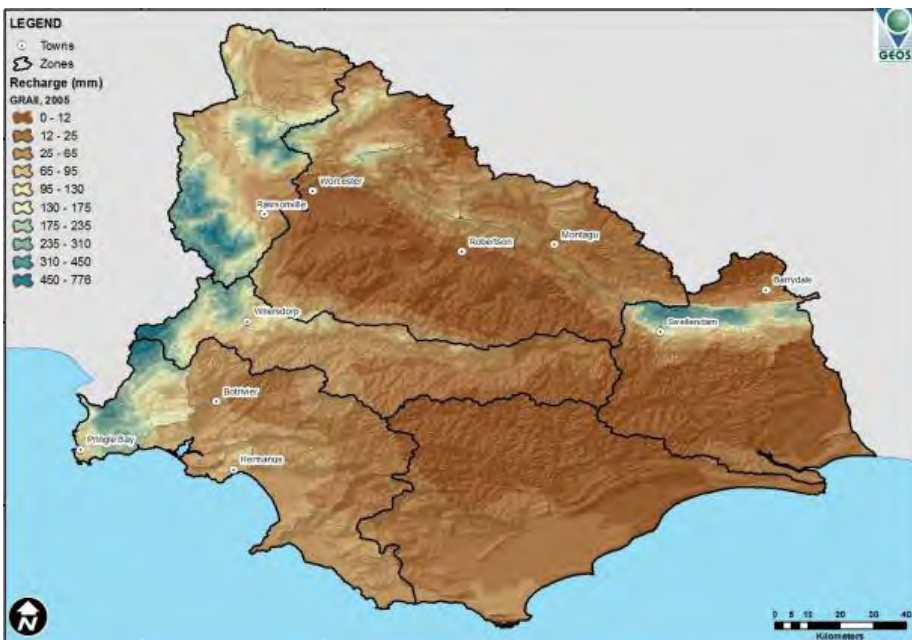 LEGEND
Towns
Zones
Recharge (mm)
GRAII, 2005
0 - 12
12 - 25
25 - 65
65 - 95
95 - 130
130 - 175
175 - 235
235 - 310
310 - 450
450 - 776
GEOS
Worcester
Rawsonville
Robertson
Montagu
Barrydale
Villiersdorp
Swellendam
Botrivier
Pringle Bay
Hermanus
N
0 5 10 20 30 40
Kilometers